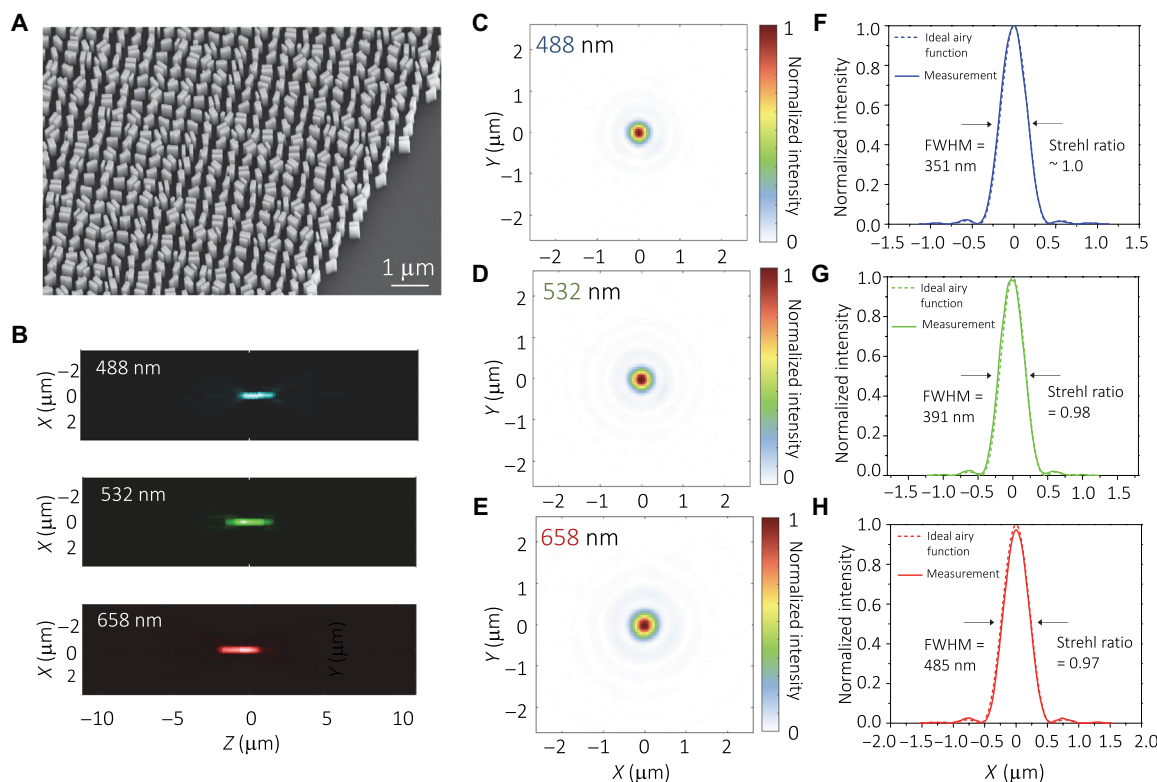 A
1 μm
B
488 nm
X (μm)
−2
0
2
532 nm
X (μm)
−2
0
2
658 nm
X (μm)
−2
0
2
Y (μm)
−10
−5
0
5
10
Z (μm)
C
488 nm
Y (μm)
2
1
0
−1
−2
−2
0
2
1
0
Normalized intensity
D
532 nm
Y (μm)
2
1
0
−1
−2
−2
0
2
1
0
Normalized intensity
E
658 nm
Y (μm)
2
1
0
−1
−2
−2
0
2
X (μm)
1
0
Normalized intensity
F
Normalized intensity
1.0
0.8
0.6
0.4
0.2
0.0
Ideal airy
function
Measurement
FWHM =
351 nm
Strehl ratio
~ 1.0
−1.5
−1.0
−0.5
0
0.5
1.0
1.5
G
Normalized intensity
1.0
0.8
0.6
0.4
0.2
0.0
Ideal airy
function
Measurement
FWHM =
391 nm
Strehl ratio
= 0.98
−1.5
−1.0
−0.5
0
0.5
1.0
1.5
H
Normalized intensity
1.0
0.8
0.6
0.4
0.2
0.0
Ideal airy
function
Measurement
FWHM =
485 nm
Strehl ratio
= 0.97
−2.0
−1.5
−1.0
−0.5
0
0.5
1.0
1.5
2.0
X (μm)